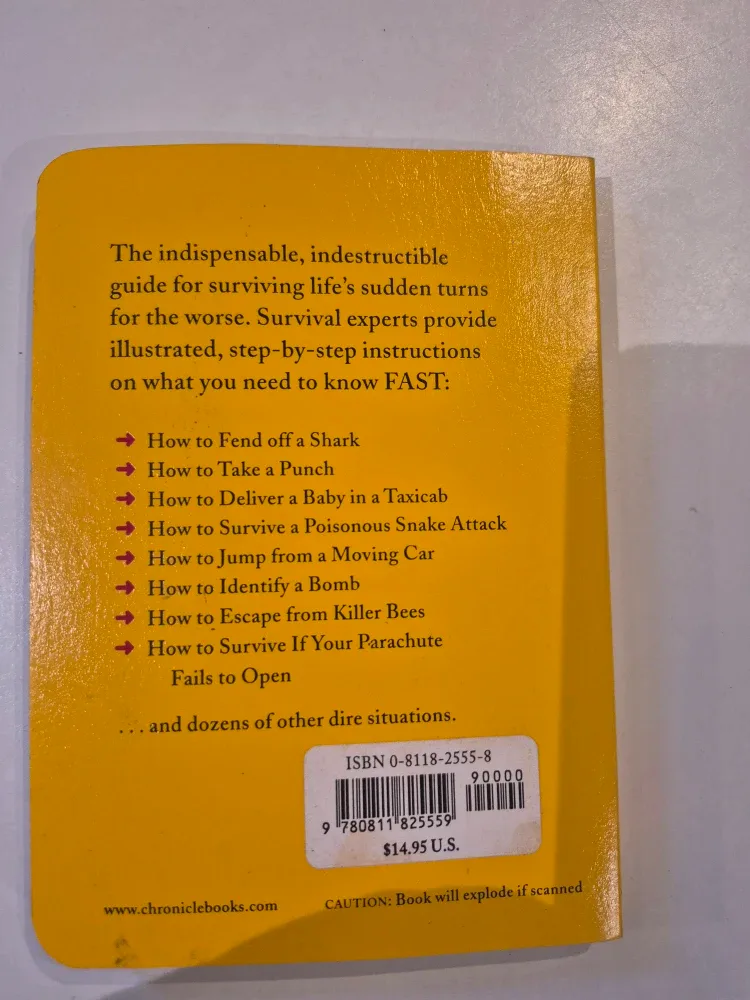 The indispensable, indestructible
guide for surviving life's sudden turns
for the worse. Survival experts provide
illustrated, step-by-step instructions
on what you need to know FAST:
➜ How to Fend off a Shark
➜ How to Take a Punch
➜ How to Deliver a Baby in a Taxicab
➜ How to Survive a Poisonous Snake Attack
➜ How to Jump from a Moving Car
➜ How to Identify a Bomb
➜ How to Escape from Killer Bees
➜ How to Survive If Your Parachute
Fails to Open
. . . and dozens of other dire situations.
ISBN 0-8118-2555-8
90000
9 780811 825559
$14.95 U.S.
www.chroniclebooks.com
CAUTION: Book will explode if scanned